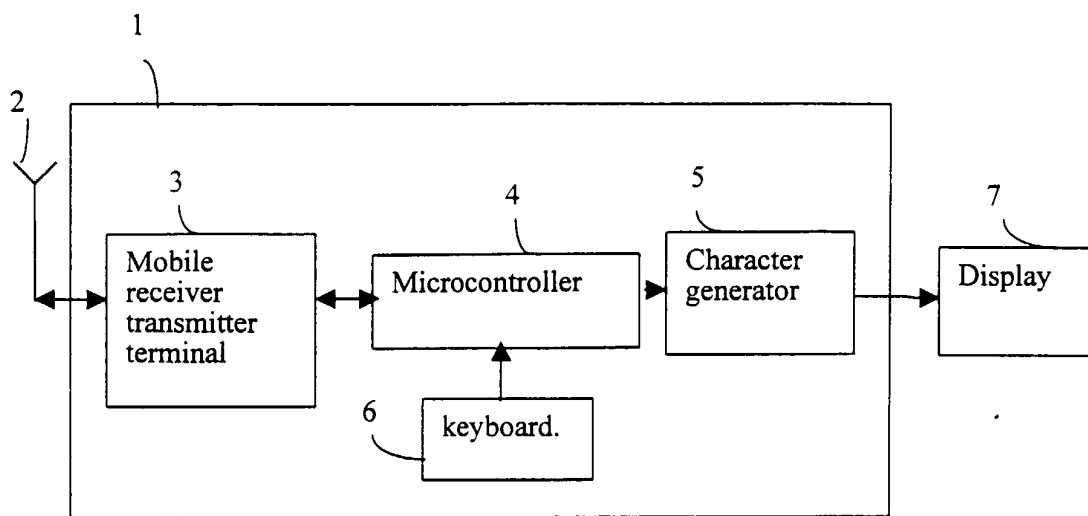 1
2
3
4
5
7
Mobile
receiver
transmitter
terminal
Microcontroller
Character
generator
Display
6
keyboard.